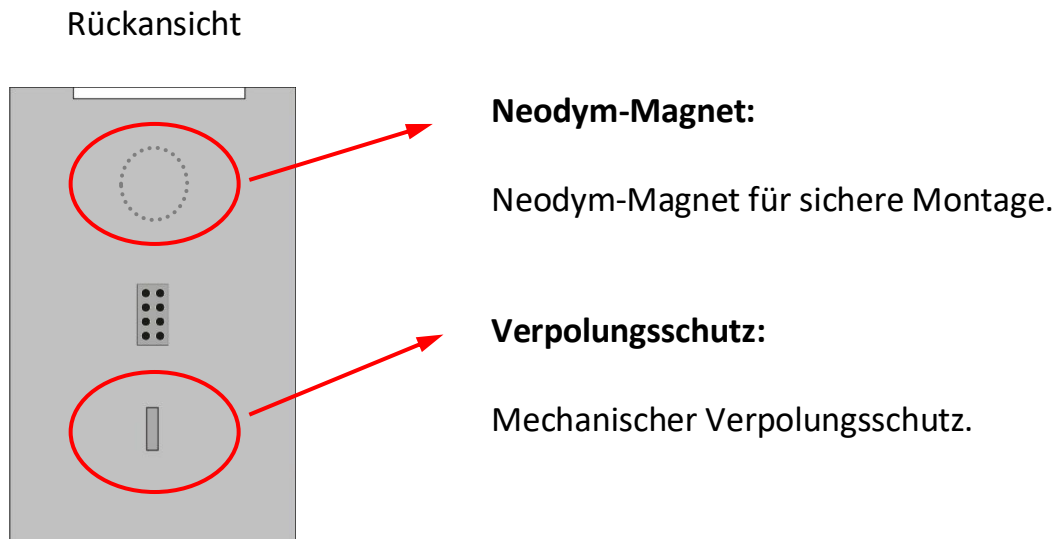 Rückansicht
Neodym-Magnet:
Neodym-Magnet für sichere Montage.
Verpolungsschutz:
Mechanischer Verpolungsschutz.